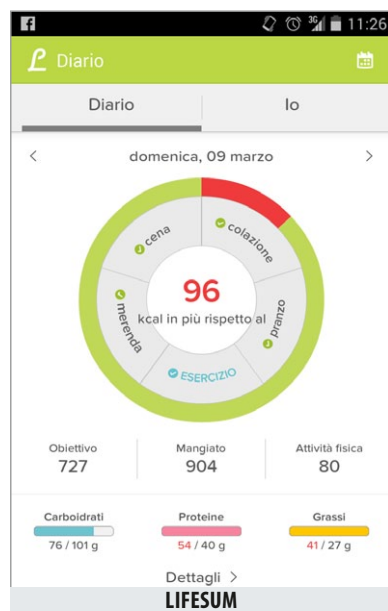 3G 11:26
Diario
Diario Io
domenica, 09 marzo
cena
colazione
merenda
pranzo
ESERCIZIO
96
kcal in più rispetto al
Obiettivo Mangiato Attività fisica
727 904 80
Carboidrati Proteine Grassi
76 / 101 g 54 / 40 g 41 / 27 g
Dettagli >
LIFESUM